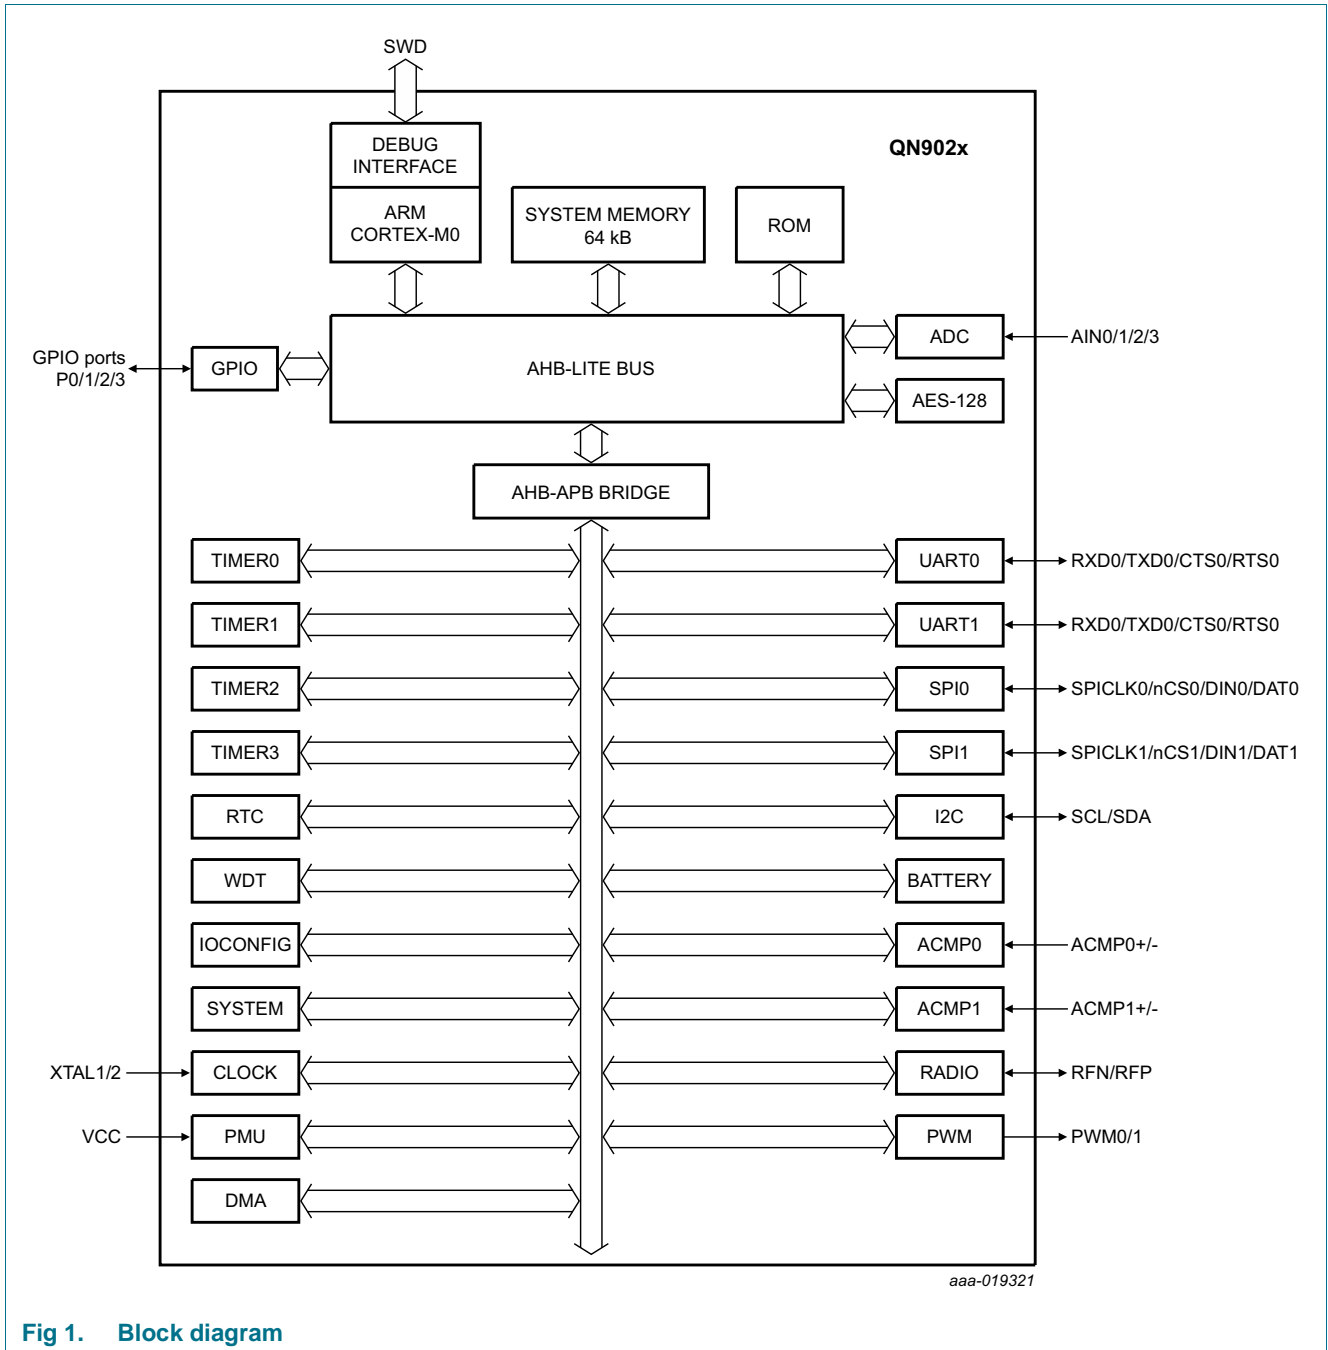 SWD
QN902x
DEBUG
INTERFACE
ARM
CORTEX-M0
SYSTEM MEMORY
64 kB
ROM
GPIO ports
P0/1/2/3
GPIO
AHB-LITE BUS
ADC
AIN0/1/2/3
AES-128
AHB-APB BRIDGE
TIMER0
UART0
RXD0/TXD0/CTS0/RTS0
TIMER1
UART1
RXD0/TXD0/CTS0/RTS0
TIMER2
SPI0
SPICLK0/nCS0/DIN0/DAT0
TIMER3
SPI1
SPICLK1/nCS1/DIN1/DAT1
RTC
I2C
SCL/SDA
WDT
BATTERY
IOCONFIG
ACMP0
ACMP0+/-
SYSTEM
ACMP1
ACMP1+/-
XTAL1/2
CLOCK
RADIO
RFN/RFP
VCC
PMU
PWM
PWM0/1
DMA
aaa-019321
Fig 1. Block diagram